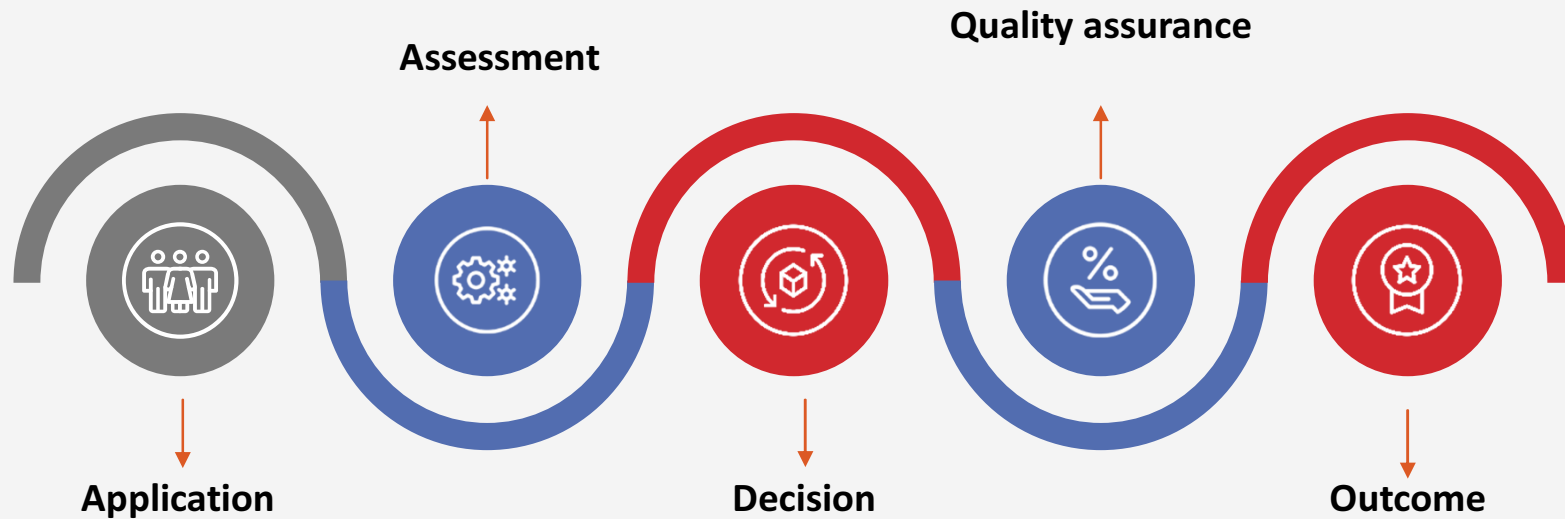 Application
Assessment
Decision
Quality assurance
Outcome